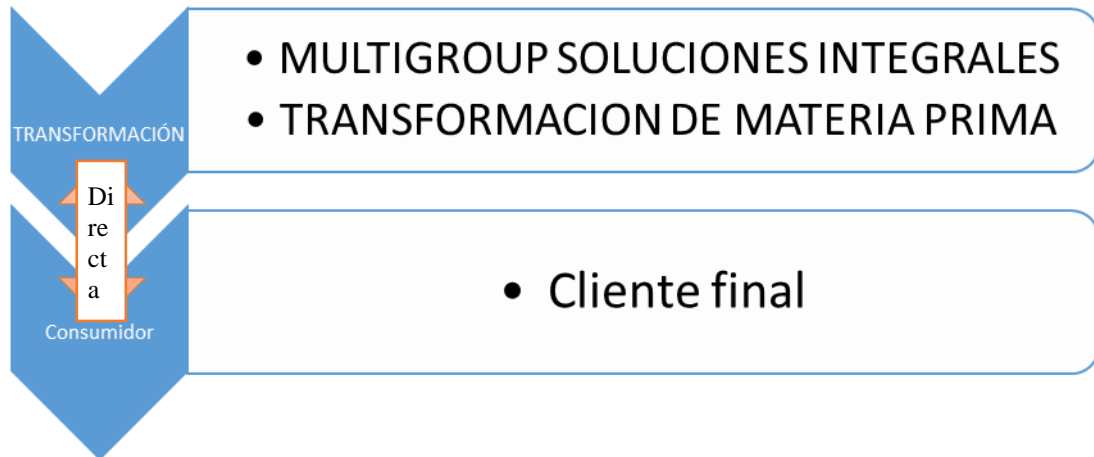 • MULTIGROUP SOLUCIONES INTEGRALES
• TRANSFORMACION DE MATERIA PRIMA
TRANSFORMACIÓN
Di
re
ct
a
• Cliente final
Consumidor